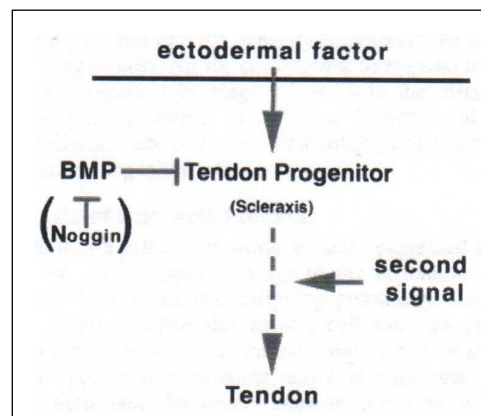 ectodermal factor
BMP
Tendon Progenitor
(Scleraxis)
(Noggin)
second
signal
Tendon